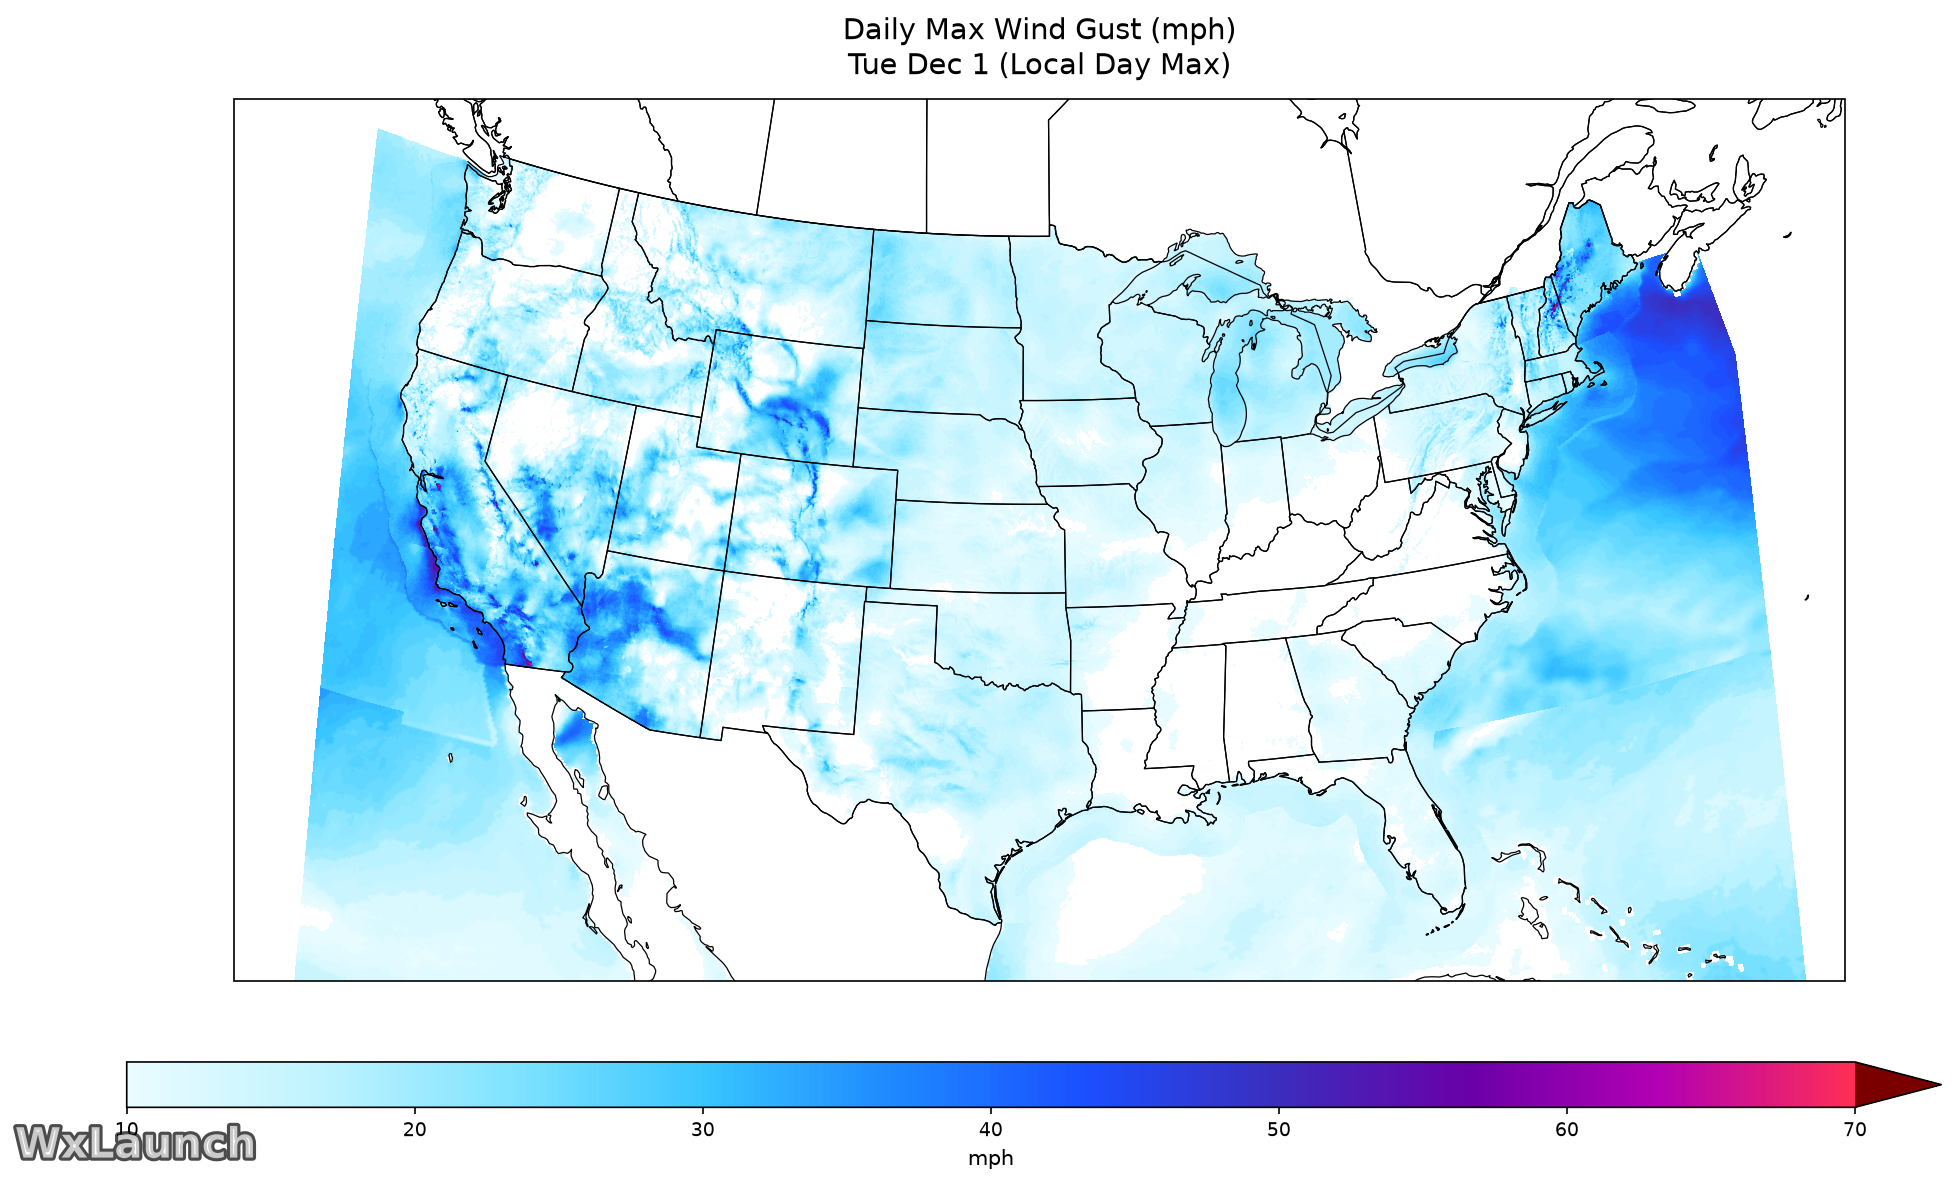 Daily Max Wind Gust (mph)
Tue Dec 1 (Local Day Max)
10 20 30 40 50 60 70
mph
WxLaunch